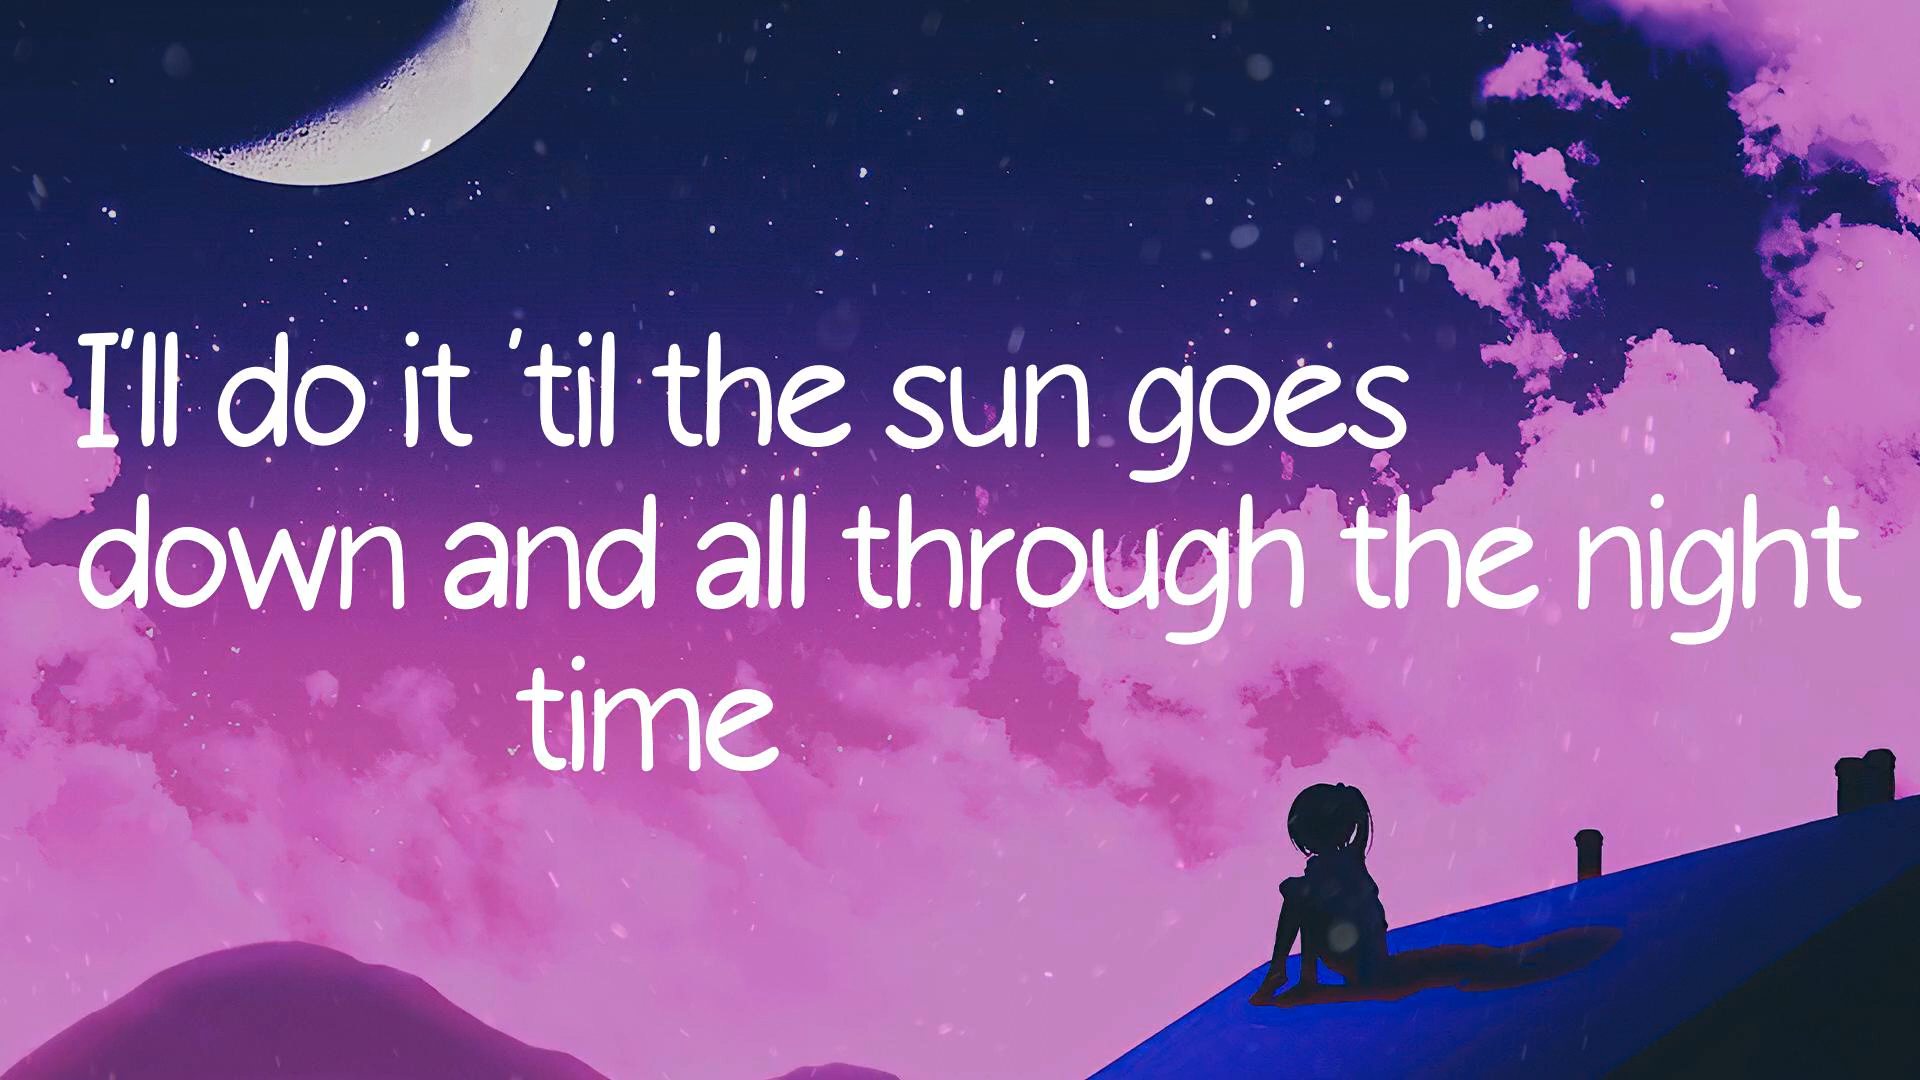 I'll do it 'til the sun goes
down and all through the night
time